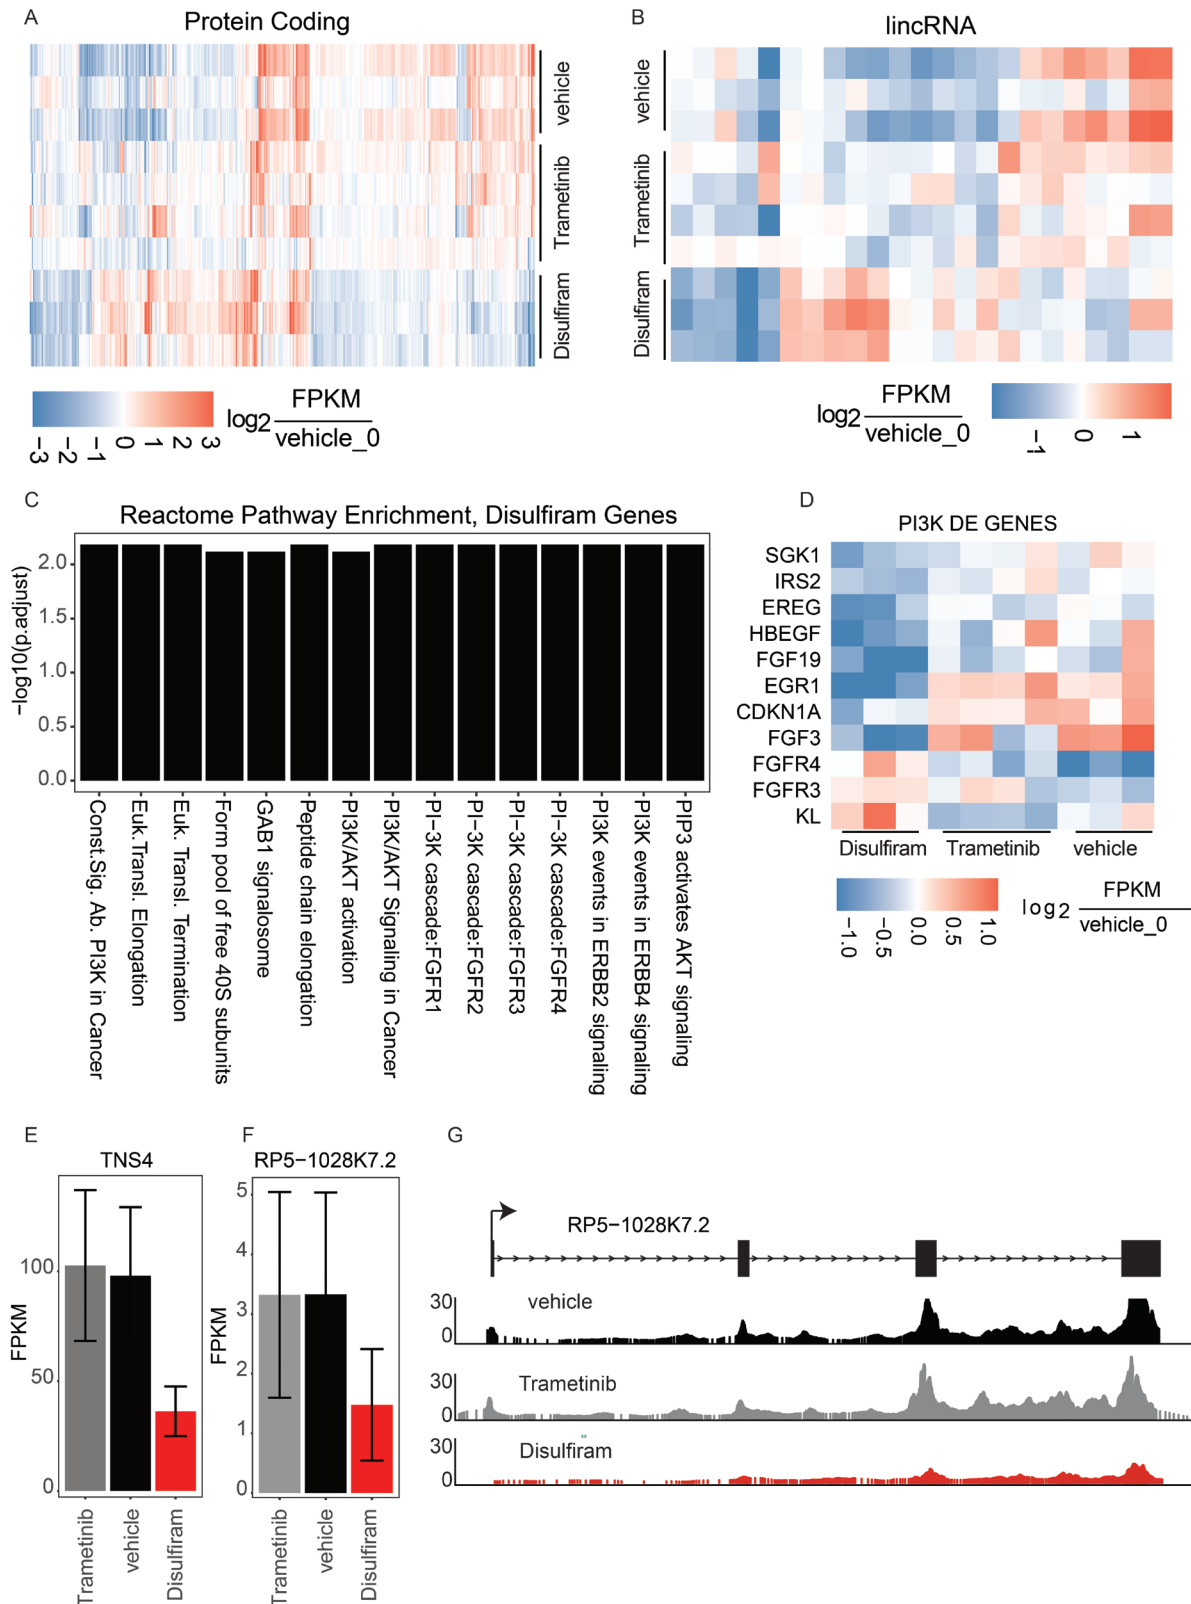 A
Protein Coding
vehicle
Trametinib
Disulfiram
-3
-2
-1
0
1
2
3
log2 FPKM
vehicle_0
B
lincRNA
vehicle
Trametinib
Disulfiram
log2 FPKM
vehicle_0
-1
0
1
C
Reactome Pathway Enrichment, Disulfiram Genes
−log10(p.adjust)
2.0
1.5
1.0
0.5
0.0
Const.Sig. Ab. PI3K in Cancer
Euk.Transl. Elongation
Euk. Transl. Termination
Form pool of free 40S subunits
GAB1 signalosome
Peptide chain elongation
PI3K/AKT activation
PI3K/AKT Signaling in Cancer
PI−3K cascade:FGFR1
PI−3K cascade:FGFR2
PI−3K cascade:FGFR3
PI−3K cascade:FGFR4
PI3K events in ERBB2 signaling
PI3K events in ERBB4 signaling
PIP3 activates AKT signaling
D
PI3K DE GENES
SGK1
IRS2
EREG
HBEGF
FGF19
EGR1
CDKN1A
FGF3
FGFR4
FGFR3
KL
Disulfiram Trametinib vehicle
-1.0
-0.5
0.0
0.5
1.0
log2 FPKM
vehicle_0
E
TNS4
FPKM
100
50
0
Trametinib
vehicle
Disulfiram
F
RP5−1028K7.2
FPKM
5
4
3
2
1
0
Trametinib
vehicle
Disulfiram
G
RP5−1028K7.2
vehicle
30
0
Trametinib
30
0
Disulfiram
30
0